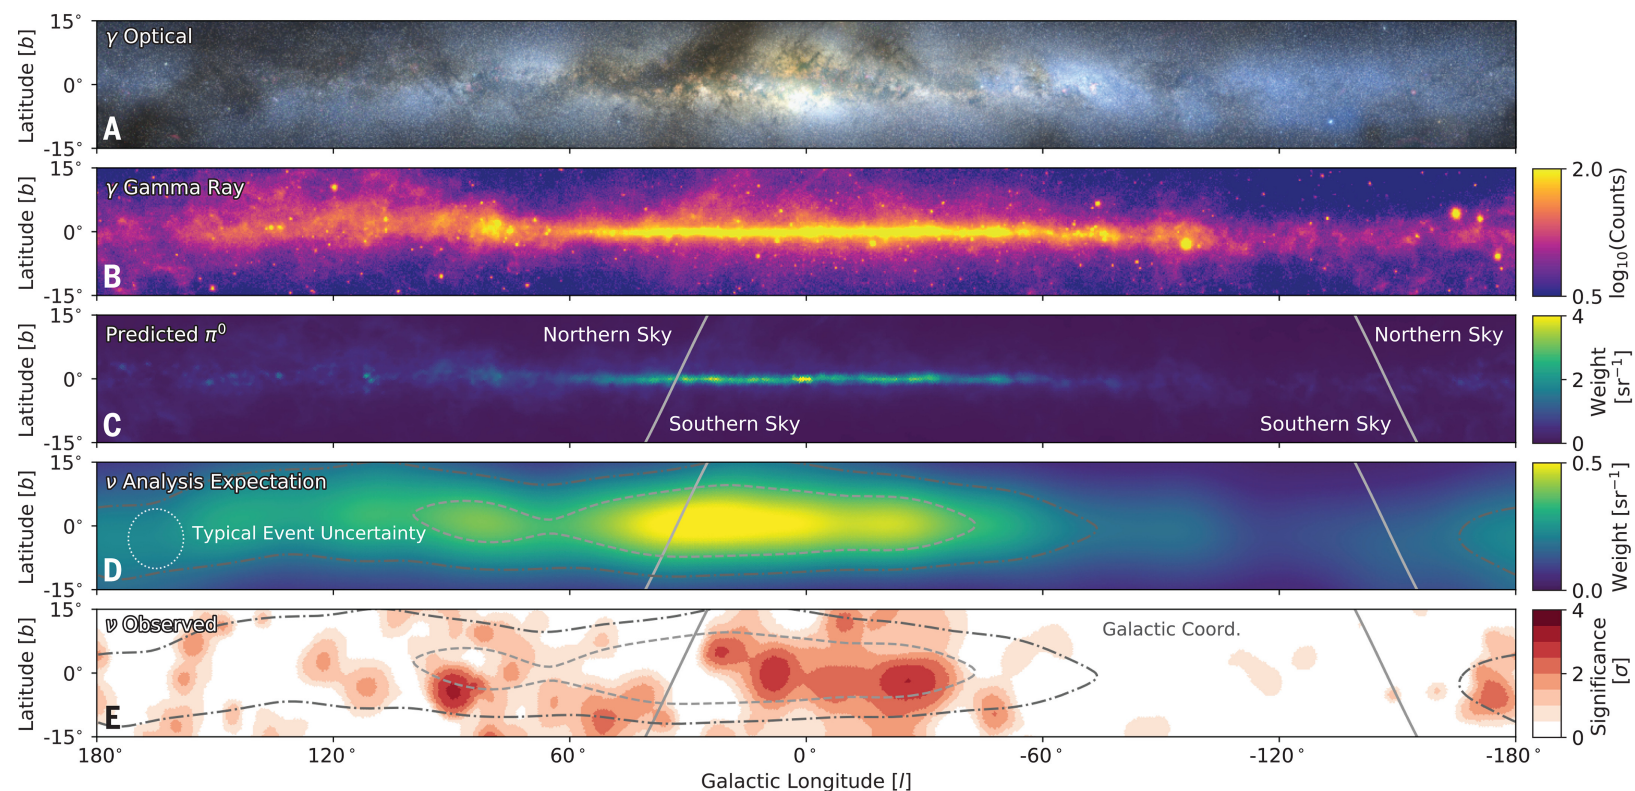 15°
γ Optical
Latitude [b]
0°
A
-15°
15°
γ Gamma Ray
Latitude [b]
0°
B
-15°
2.0
0.5
log₁₀(Counts)
15°
Predicted π⁰
Northern Sky
Northern Sky
Latitude [b]
0°
C
Southern Sky
Southern Sky
-15°
4
2
0
Weight
[sr⁻¹]
15°
ν Analysis Expectation
Latitude [b]
0°
Typical Event Uncertainty
D
-15°
0.5
0.0
Weight [sr⁻¹]
15°
ν Observed
Galactic Coord.
Latitude [b]
0°
E
-15°
4
2
0
Significance
[σ]
180 120 60 0° -60° -120° -180°
Galactic Longitude [l]